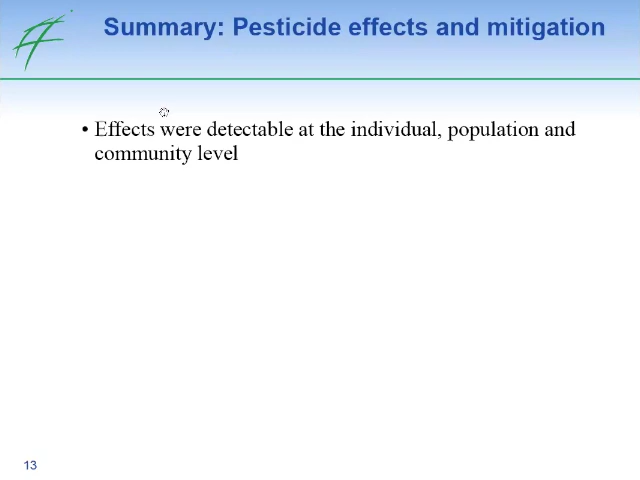 Summary: Pesticide effects and mitigation
• Effects were detectable at the individual, population and
community level
13